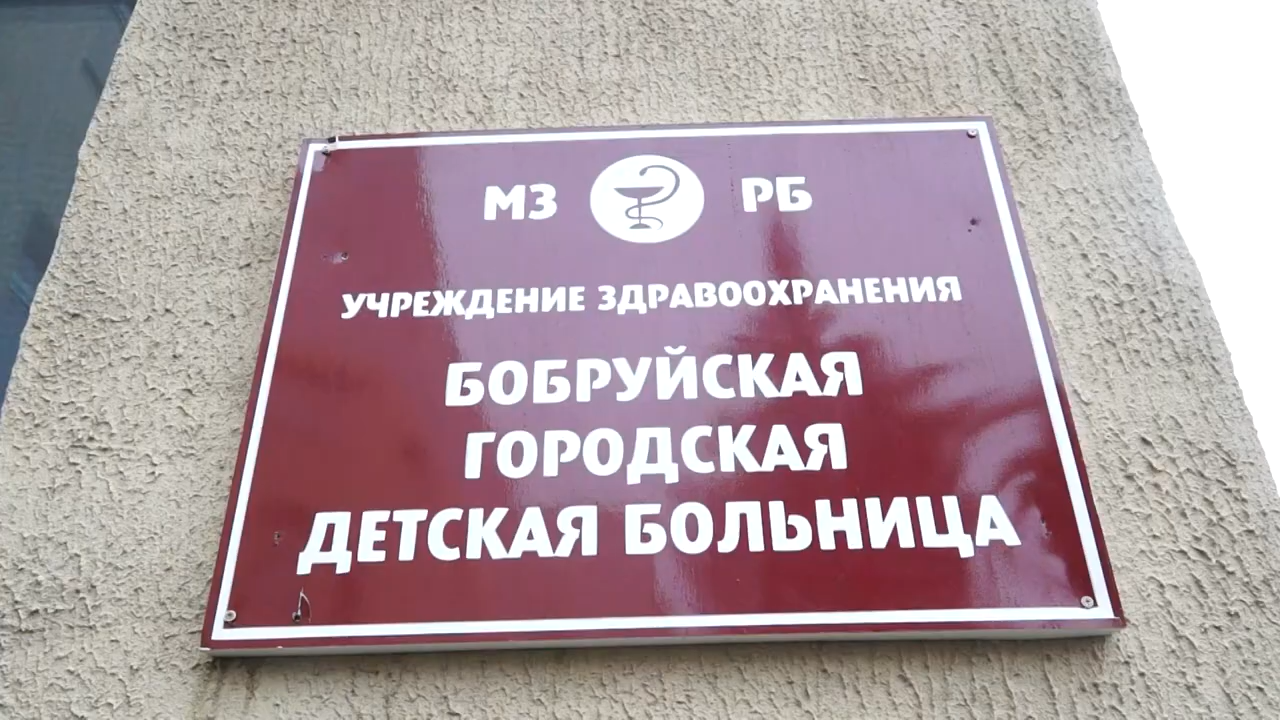 МЗ РБ
УЧРЕЖДЕНИЕ ЗДРАВООХРАНЕНИЯ
БОБРУЙСКАЯ
ГОРОДСКАЯ
ДЕТСКАЯ БОЛЬНИЦА